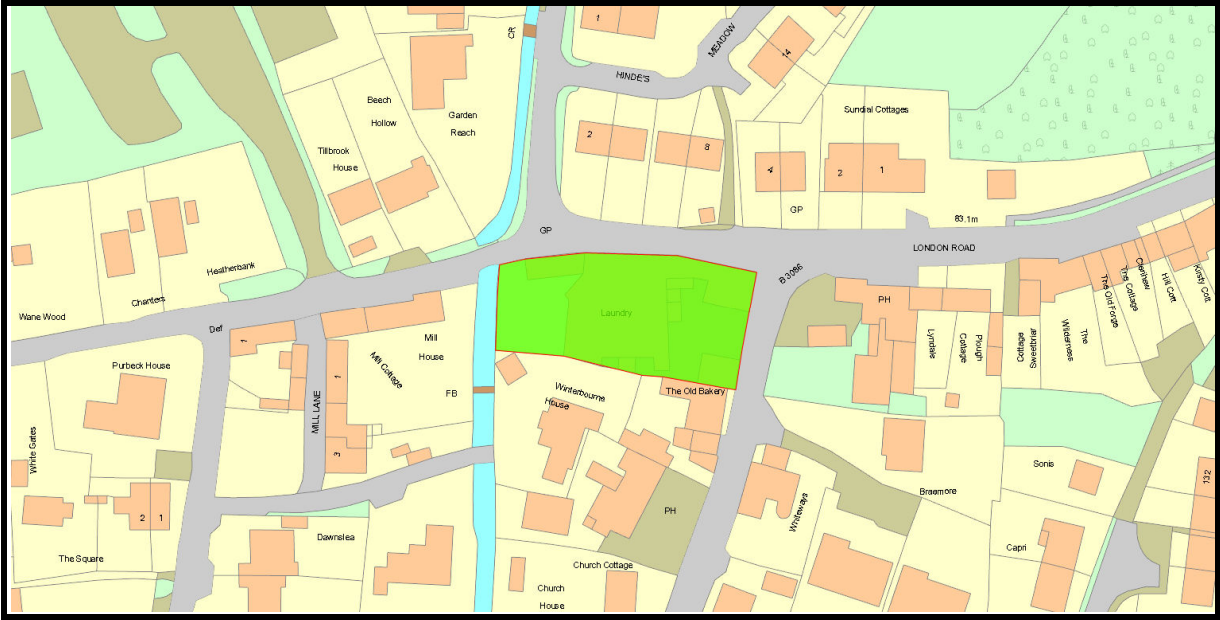 1
MEADOW
14
CR
HINDE'S
Beech
Hollow
Garden
Reach
Sundial Cottages
2
8
Tillbrook
House
4
2
1
GP
83.1m
GP
LONDON ROAD
Heatherbank
B 3086
Chanters
Clenhew
The Cottage
The Old Forge
Hill Cott
Kirsty Cott
PH
Wane Wood
Laundry
Def
1
Mill
House
Lyndale
Plough
Cottage
Sweetbriar
Cottage
The
Wilderness
Purbeck House
Mill Cottage
1
FB
Winterbourne
House
The Old Bakery
MILL LANE
White Gates
3
Sonis
132
Braemore
2
1
PH
Whiteways
Dawnslea
Capri
The Square
Church Cottage
Church
House